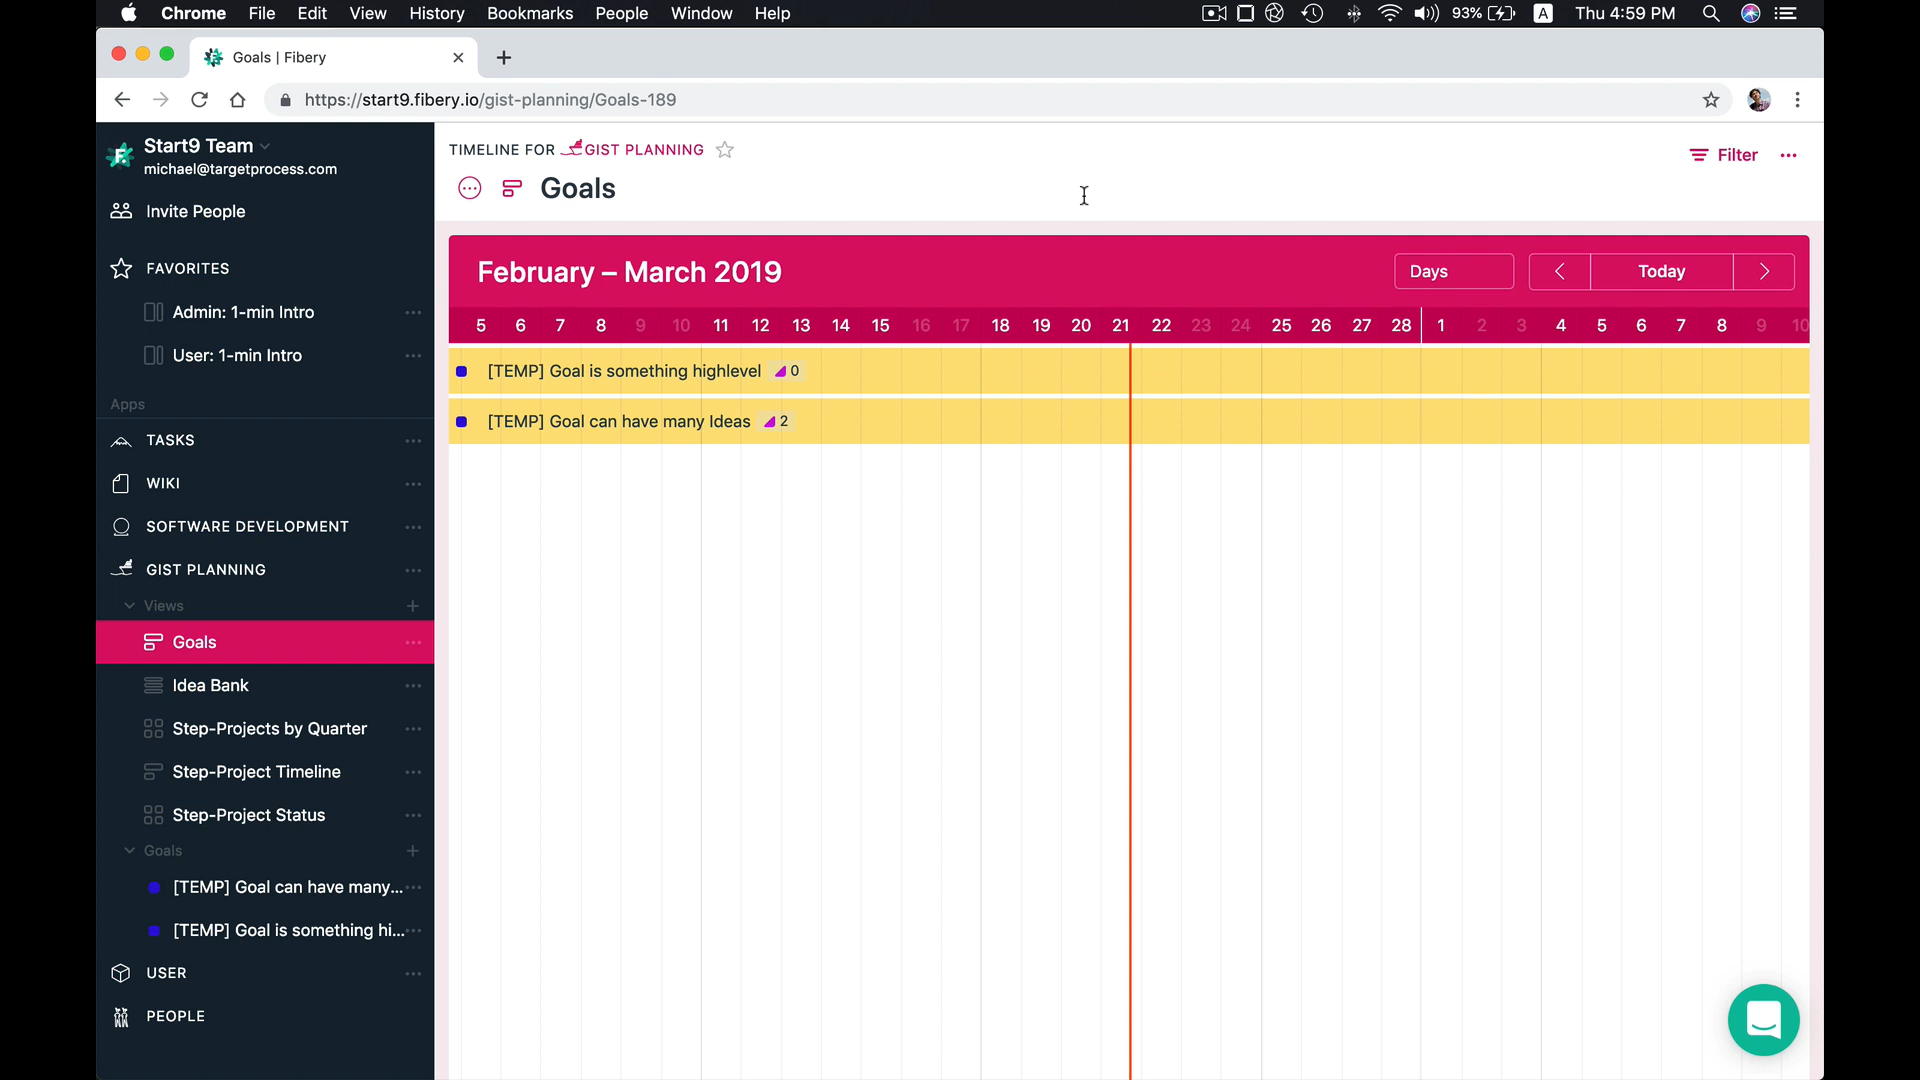 Chrome File Edit View History Bookmarks People Window Help 93% A Thu 4:59 PM
Goals | Fibery
https://start9.fibery.io/gist-planning/Goals-189
Start9 Team
michael@targetprocess.com
Invite People
FAVORITES
Admin: 1-min Intro
User: 1-min Intro
Apps
TASKS
WIKI
SOFTWARE DEVELOPMENT
GIST PLANNING
Views
Goals
Idea Bank
Step-Projects by Quarter
Step-Project Timeline
Step-Project Status
Goals
[TEMP] Goal can have many...
[TEMP] Goal is something hi...
USER
PEOPLE
TIMELINE FOR GIST PLANNING
Filter
Goals
February – March 2019
Days
Today
5 6 7 8 9 10 11 12 13 14 15 16 17 18 19 20 21 22 23 24 25 26 27 28 1 2 3 4 5 6 7 8 9 10
[TEMP] Goal is something highlevel 0
[TEMP] Goal can have many Ideas 2